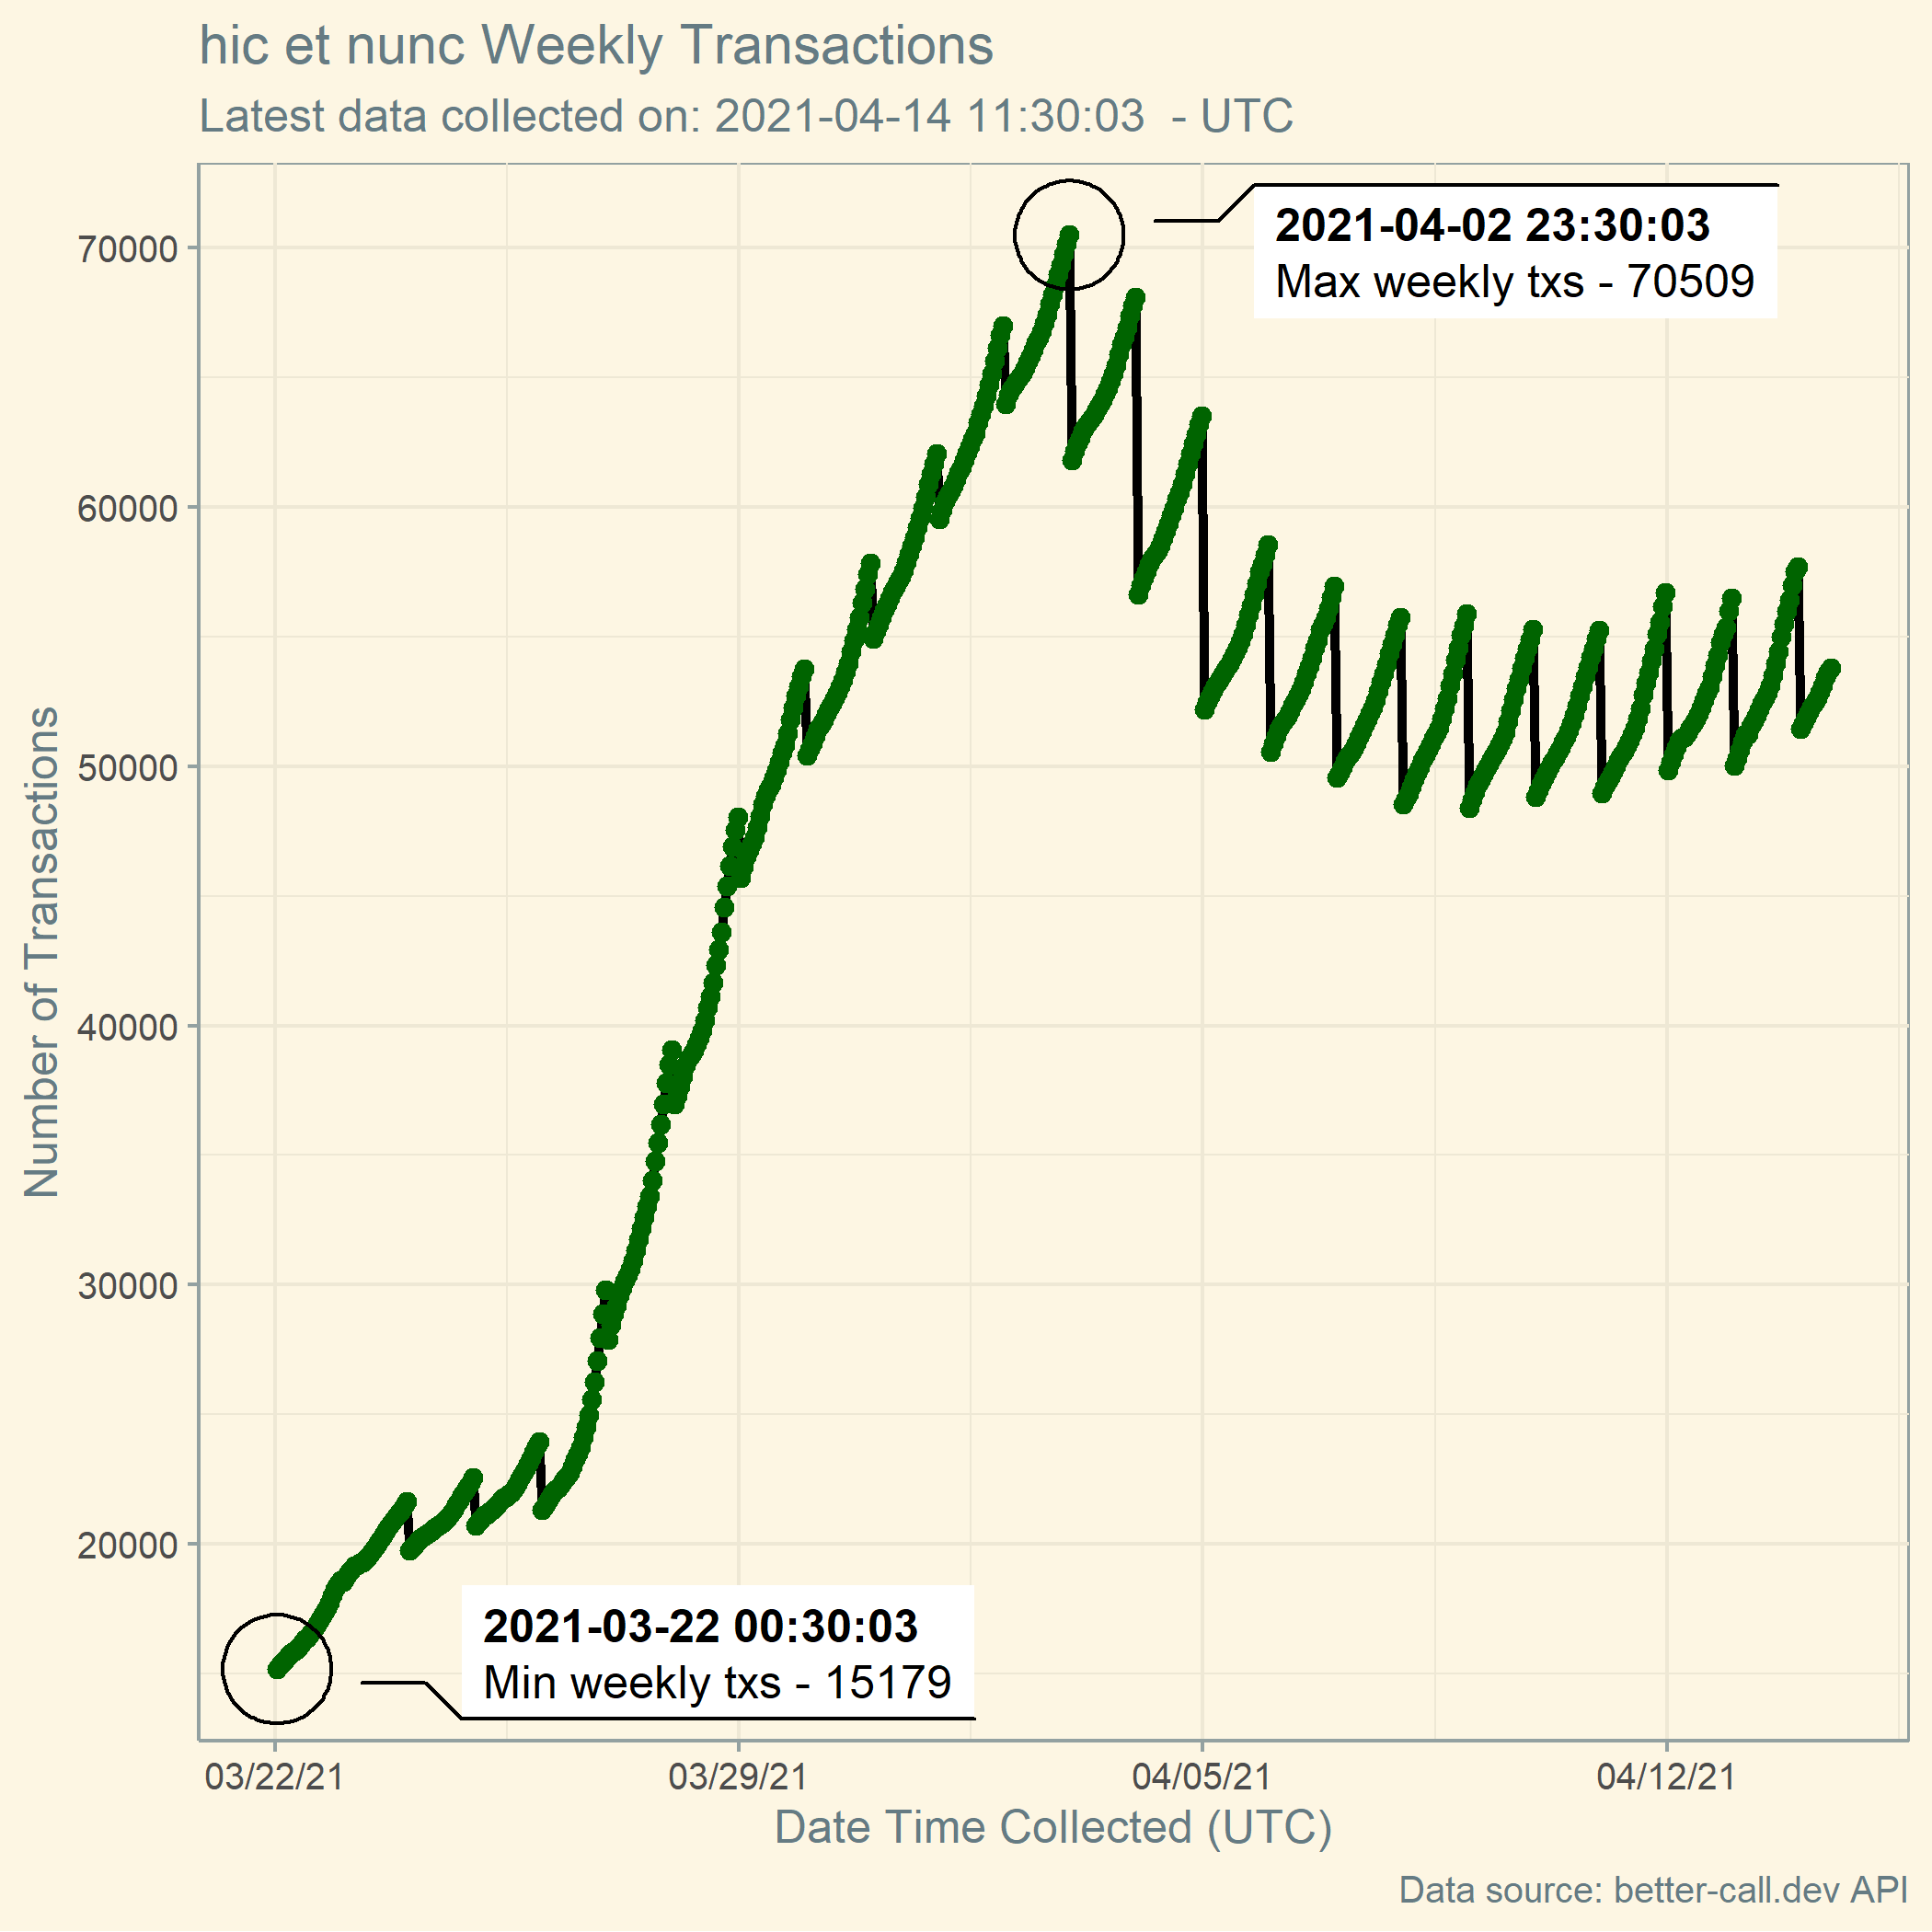 hic et nunc Weekly Transactions
Latest data collected on: 2021-04-14 11:30:03  - UTC
2021-04-02 23:30:03
Max weekly txs - 70509
70000
60000
50000
40000
30000
20000
Number of Transactions
2021-03-22 00:30:03
Min weekly txs - 15179
03/22/21 03/29/21 04/05/21 04/12/21
Date Time Collected (UTC)
Data source: better-call.dev API